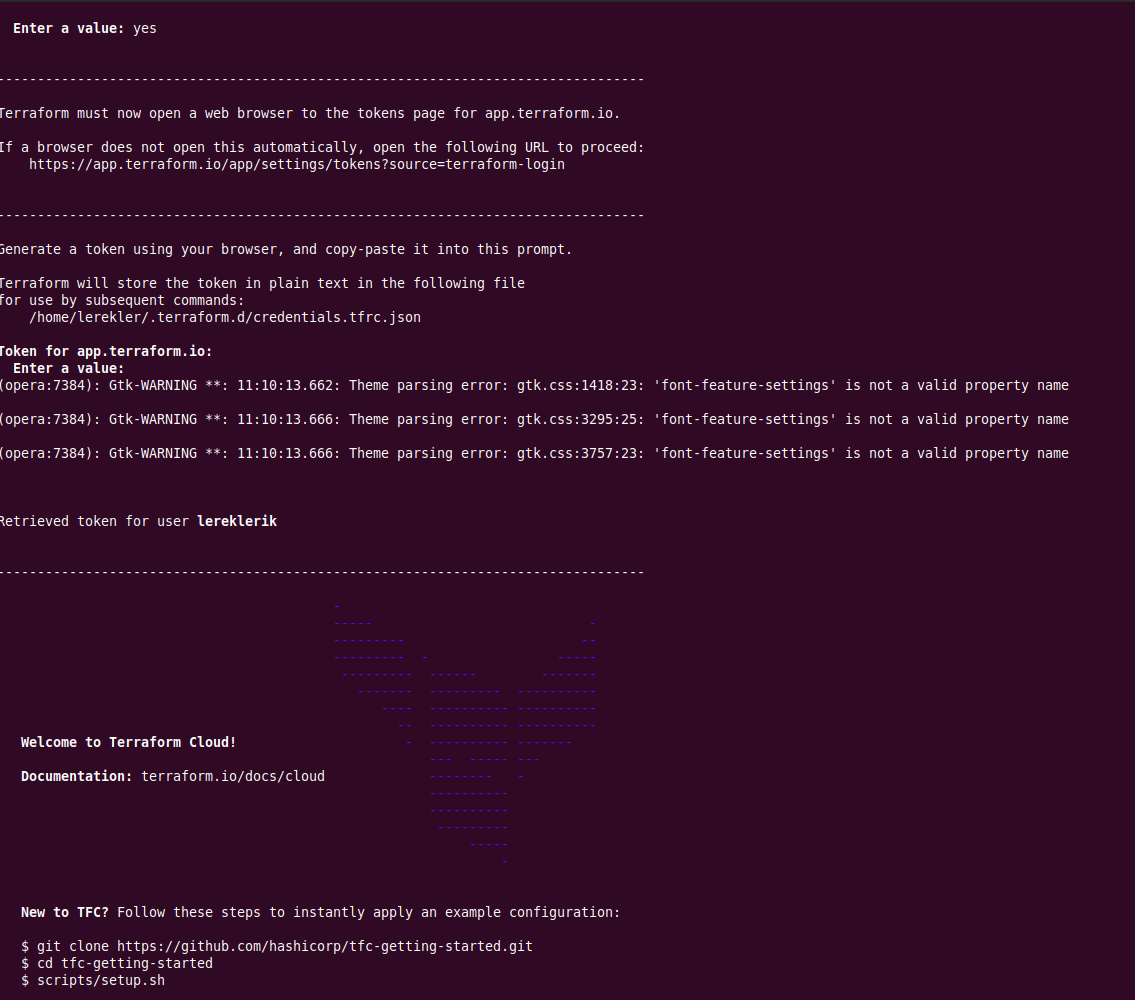 Enter a value: yes
---------------------------------------------------------------------------------
Terraform must now open a web browser to the tokens page for app.terraform.io.
If a browser does not open this automatically, open the following URL to proceed:
https://app.terraform.io/app/settings/tokens?source=terraform-login
---------------------------------------------------------------------------------
Generate a token using your browser, and copy-paste it into this prompt.
Terraform will store the token in plain text in the following file
for use by subsequent commands:
/home/lerekler/.terraform.d/credentials.tfrc.json
Token for app.terraform.io:
Enter a value:
(opera:7384): Gtk-WARNING **: 11:10:13.662: Theme parsing error: gtk.css:1418:23: 'font-feature-settings' is not a valid property name
(opera:7384): Gtk-WARNING **: 11:10:13.666: Theme parsing error: gtk.css:3295:25: 'font-feature-settings' is not a valid property name
(opera:7384): Gtk-WARNING **: 11:10:13.666: Theme parsing error: gtk.css:3757:23: 'font-feature-settings' is not a valid property name
Retrieved token for user lereklerik
---------------------------------------------------------------------------------
Welcome to Terraform Cloud!
Documentation: terraform.io/docs/cloud
New to TFC? Follow these steps to instantly apply an example configuration:
$ git clone https://github.com/hashicorp/tfc-getting-started.git
$ cd tfc-getting-started
$ scripts/setup.sh